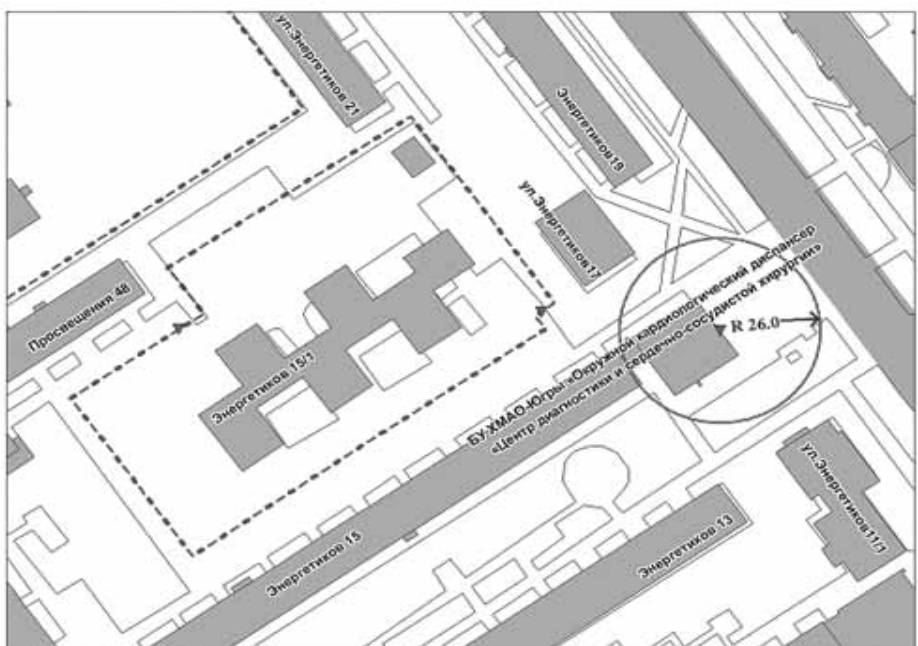 ул.Энергетиков 21
Энергетиков19
ул.Энергетиков17
Просвещения 48
Энергетиков 15/1
БУ ХМАО-Югры «Окружной кардиологический диспансер
«Центр диагностики и сердечно-сосудистой хирургии»
R 26.0
Энергетиков 15
Энергетиков 13
ул.Энергетиков11/1